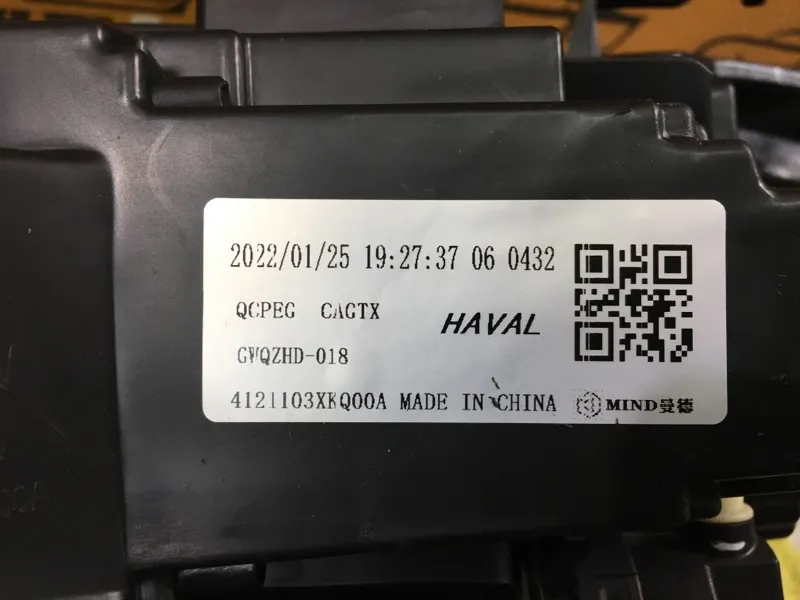 2022/01/25 19:27:37 06 0432
QCPEG CAGTX
HAVAL
GWQZHD-018
4121103XKQ00A MADE IN CHINA
MIND曼德